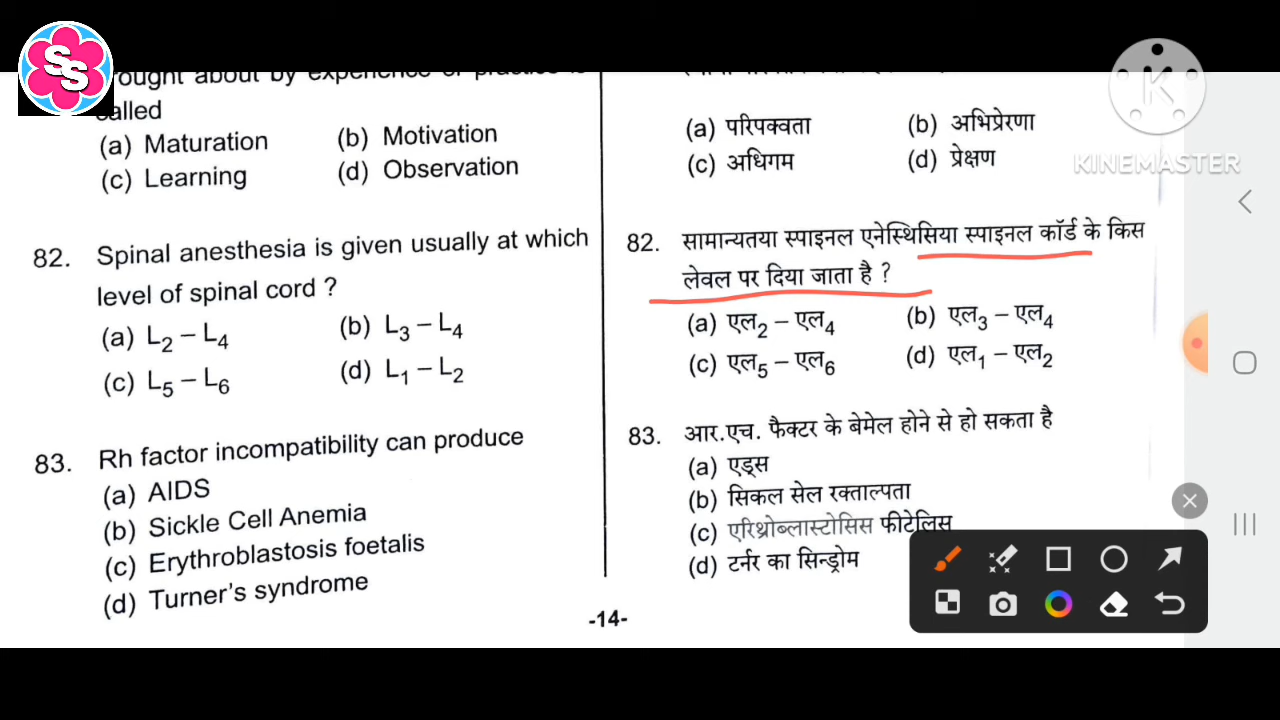 SS
rought about by experience or practice is
called
(a) Maturation (b) Motivation
(c) Learning (d) Observation
82. Spinal anesthesia is given usually at which
level of spinal cord ?
(a) L₂ – L₄ (b) L₃ – L₄
(c) L₅ – L₆ (d) L₁ – L₂
83. Rh factor incompatibility can produce
(a) AIDS
(b) Sickle Cell Anemia
(c) Erythroblastosis foetalis
(d) Turner's syndrome
(a) परिपक्वता (b) अभिप्रेरणा
(c) अधिगम (d) प्रेक्षण
82. सामान्यतया स्पाइनल एनेस्थिसिया स्पाइनल कॉर्ड के किस
लेवल पर दिया जाता है ?
(a) एल₂ – एल₄ (b) एल₃ – एल₄
(c) एल₅ – एल₆ (d) एल₁ – एल₂
83. आर.एच. फैक्टर के बेमेल होने से हो सकता है
(a) एड्स
(b) सिकल सेल रक्ताल्पता
(c) एरिथ्रोब्लास्टोसिस फीटेलिस
(d) टर्नर का सिन्ड्रोम
-14-
K
KINEMASTER